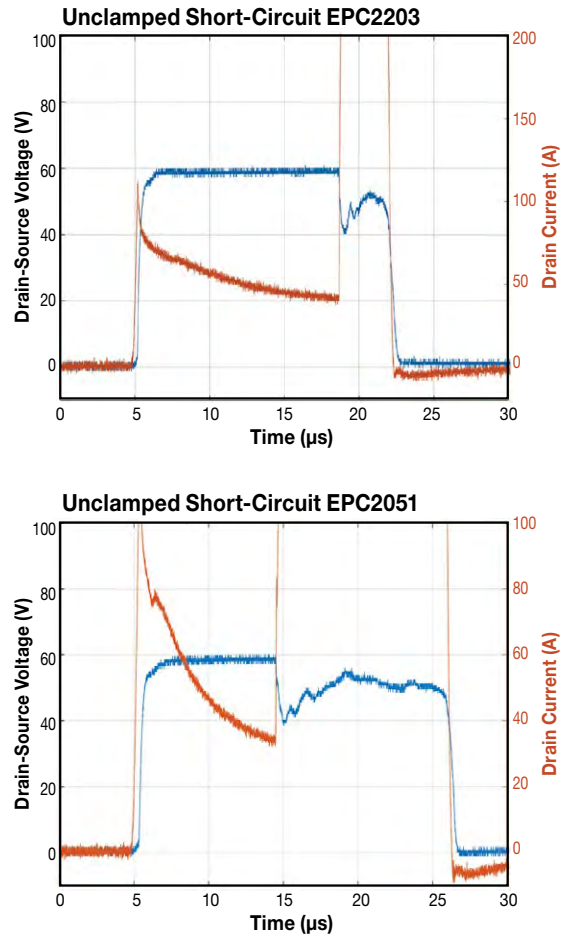 Unclamped Short-Circuit EPC2203
Drain-Source Voltage (V)
100
80
60
40
20
0
200
150
100
50
0
Drain Current (A)
0 5 10 15 20 25 30
Time (µs)
Unclamped Short-Circuit EPC2051
Drain-Source Voltage (V)
100
80
60
40
20
0
100
80
60
40
20
0
Drain Current (A)
0 5 10 15 20 25 30
Time (µs)